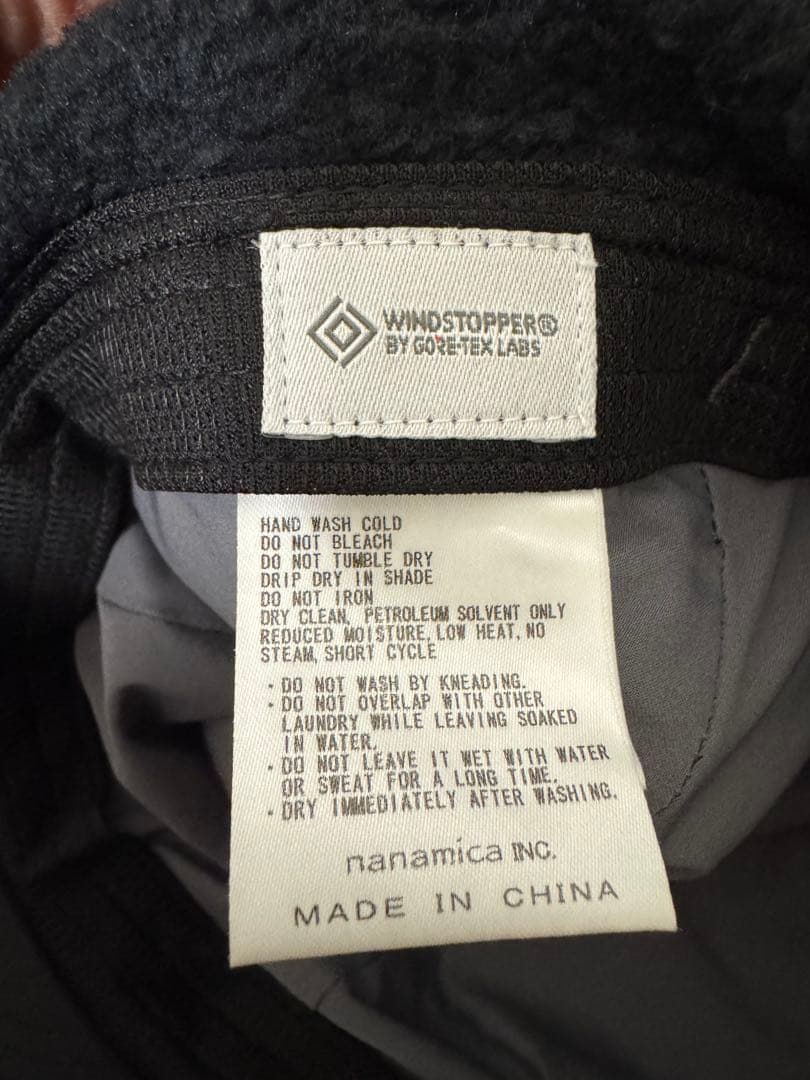 WINDSTOPPER®
BY GORE-TEX LABS
HAND WASH COLD
DO NOT BLEACH
DO NOT TUMBLE DRY
DRIP DRY IN SHADE
DO NOT IRON
DRY CLEAN, PETROLEUM SOLVENT ONLY
REDUCED MOISTURE, LOW HEAT, NO
STEAM, SHORT CYCLE
・DO NOT WASH BY KNEADING.
・DO NOT OVERLAP WITH OTHER
LAUNDRY WHILE LEAVING SOAKED
IN WATER.
・DO NOT LEAVE IT WET WITH WATER
OR SWEAT FOR A LONG TIME.
・DRY IMMEDIATELY AFTER WASHING.
nanamica INC.
MADE IN CHINA